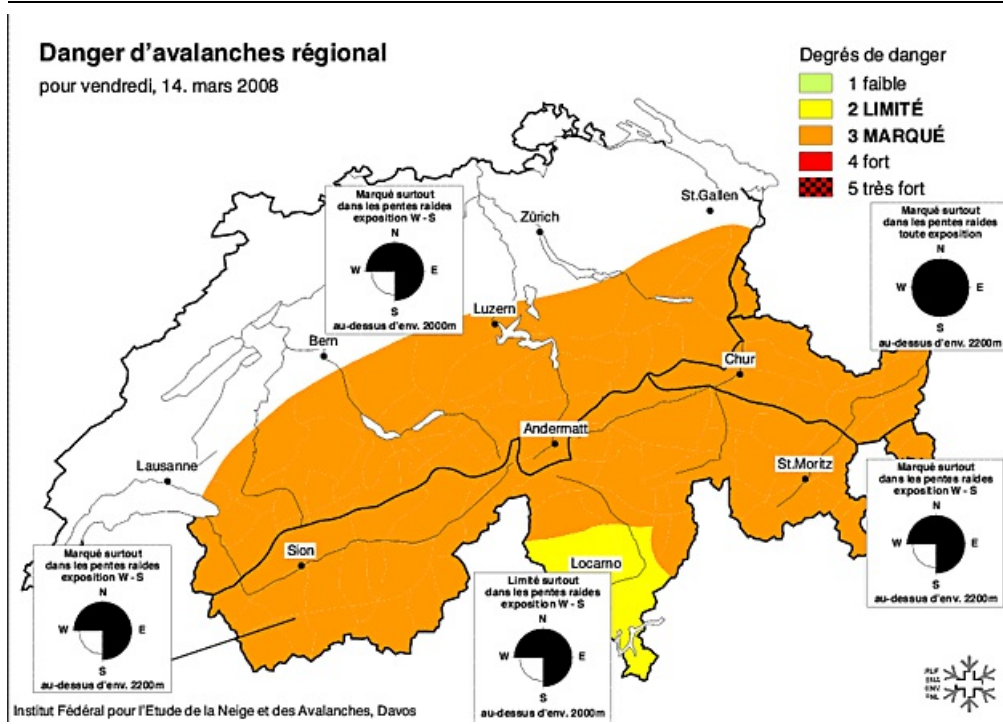 Danger d'avalanches régional
pour vendredi, 14. mars 2008
Degrés de danger
1 faible
2 LIMITÉ
3 MARQUÉ
4 fort
5 très fort
Marqué surtout
dans les pentes raides
exposition W - S
N
W E
S
au-dessus d'env. 2000m
St.Gallen
Zürich
Marqué surtout
dans les pentes raides
toute exposition
N
W E
S
au-dessus d'env. 2200m
Luzern
Bern
Chur
Andermatt
Lausanne
St.Moritz
Marqué surtout
dans les pentes raides
exposition W - S
N
W E
S
au-dessus d'env. 2200m
Sion
Locarno
Marqué surtout
dans les pentes raides
exposition W - S
N
W E
S
au-dessus d'env. 2200m
Limité surtout
dans les pentes raides
exposition W - S
N
W E
S
au-dessus d'env. 2000m
Institut Fédéral pour l'Etude de la Neige et des Avalanches, Davos